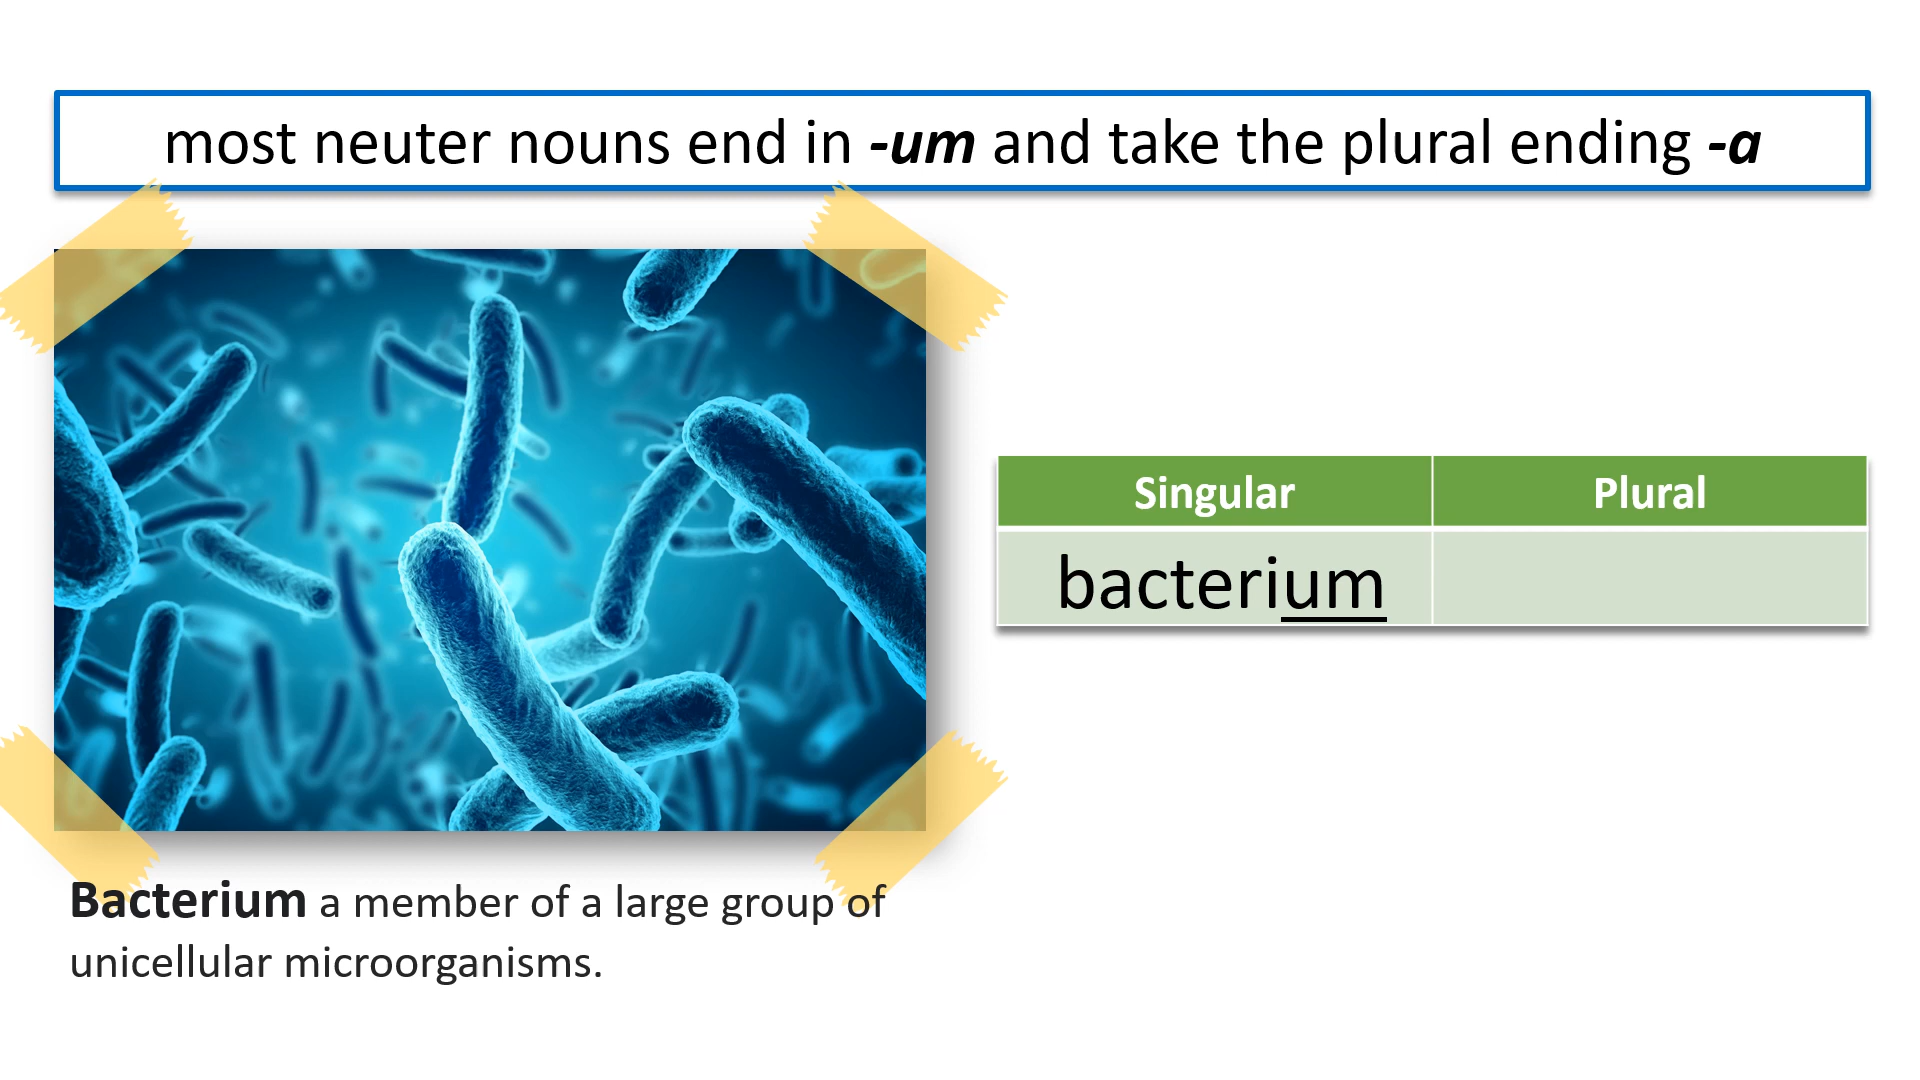 most neuter nouns end in -um and take the plural ending -a
Singular Plural
bacterium
Bacterium a member of a large group of
unicellular microorganisms.